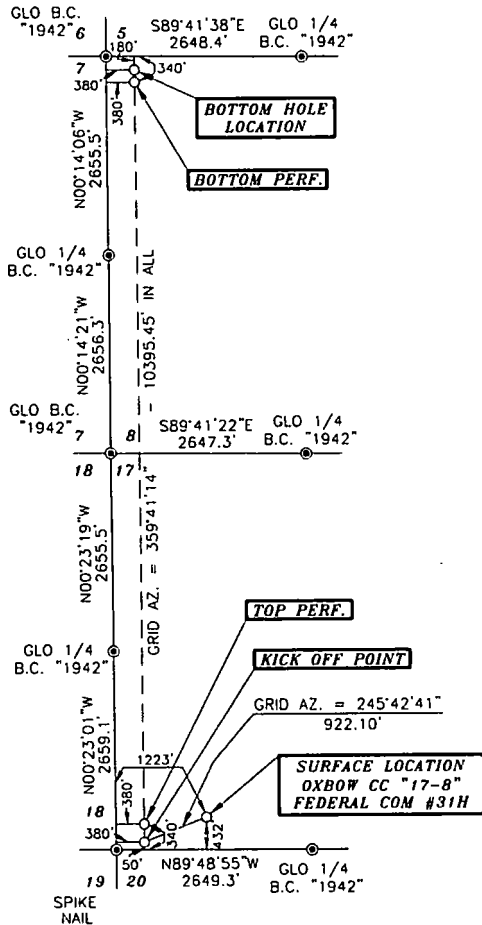 GLO B.C.
"1942"
6 5
S89°41'38"E
2648.4'
GLO 1/4
B.C. "1942"
180'
7
340'
380'
380'
BOTTOM HOLE
LOCATION
BOTTOM PERF.
N00°14'06"W
2655.5'
GLO 1/4
B.C. "1942"
N00°14'21"W
2656.3'
GRID AZ. = 359°41'14" - 10395.45' IN ALL
GLO B.C.
"1942"
7 8
S89°41'22"E
2647.3'
GLO 1/4
B.C. "1942"
18 17
N00°23'19"W
2655.5'
GLO 1/4
B.C. "1942"
TOP PERF.
KICK OFF POINT
GRID AZ. = 245°42'41"
922.10'
N00°23'01"W
2659.1'
1223'
SURFACE LOCATION
OXBOW CC "17-8"
FEDERAL COM #31H
380'
18
380'
340'
432'
50'
19 20
N89°48'55"W
2649.3'
GLO 1/4
B.C. "1942"
SPIKE
NAIL